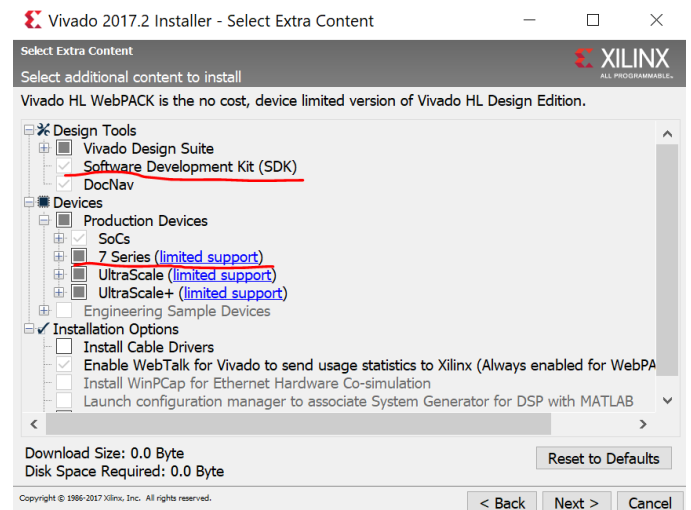 Vivado 2017.2 Installer - Select Extra Content
Select Extra Content
Select additional content to install
XILINX
ALL PROGRAMMABLE™
Vivado HL WebPACK is the no cost, device limited version of Vivado HL Design Edition.
Design Tools
Vivado Design Suite
Software Development Kit (SDK)
DocNav
Devices
Production Devices
SoCs
7 Series (limited support)
UltraScale (limited support)
UltraScale+ (limited support)
Engineering Sample Devices
Installation Options
Install Cable Drivers
Enable WebTalk for Vivado to send usage statistics to Xilinx (Always enabled for WebPA
Install WinPCap for Ethernet Hardware Co-simulation
Launch configuration manager to associate System Generator for DSP with MATLAB
Download Size: 0.0 Byte
Disk Space Required: 0.0 Byte
Reset to Defaults
Copyright © 1986-2017 Xilinx, Inc. All rights reserved.
< Back
Next >
Cancel